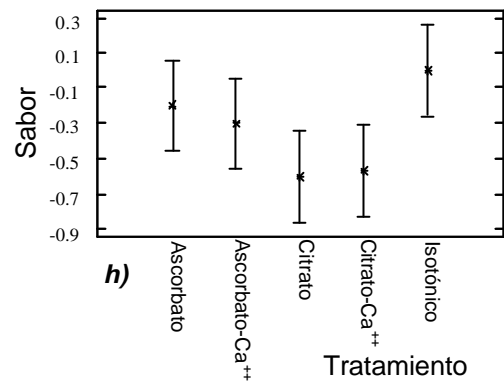 0.3
0.1
-0.1
-0.3
-0.5
-0.7
-0.9
Sabor
h)
Ascorbato
Ascorbato-Ca++
Citrato
Citrato-Ca++
Isotónico
Tratamiento